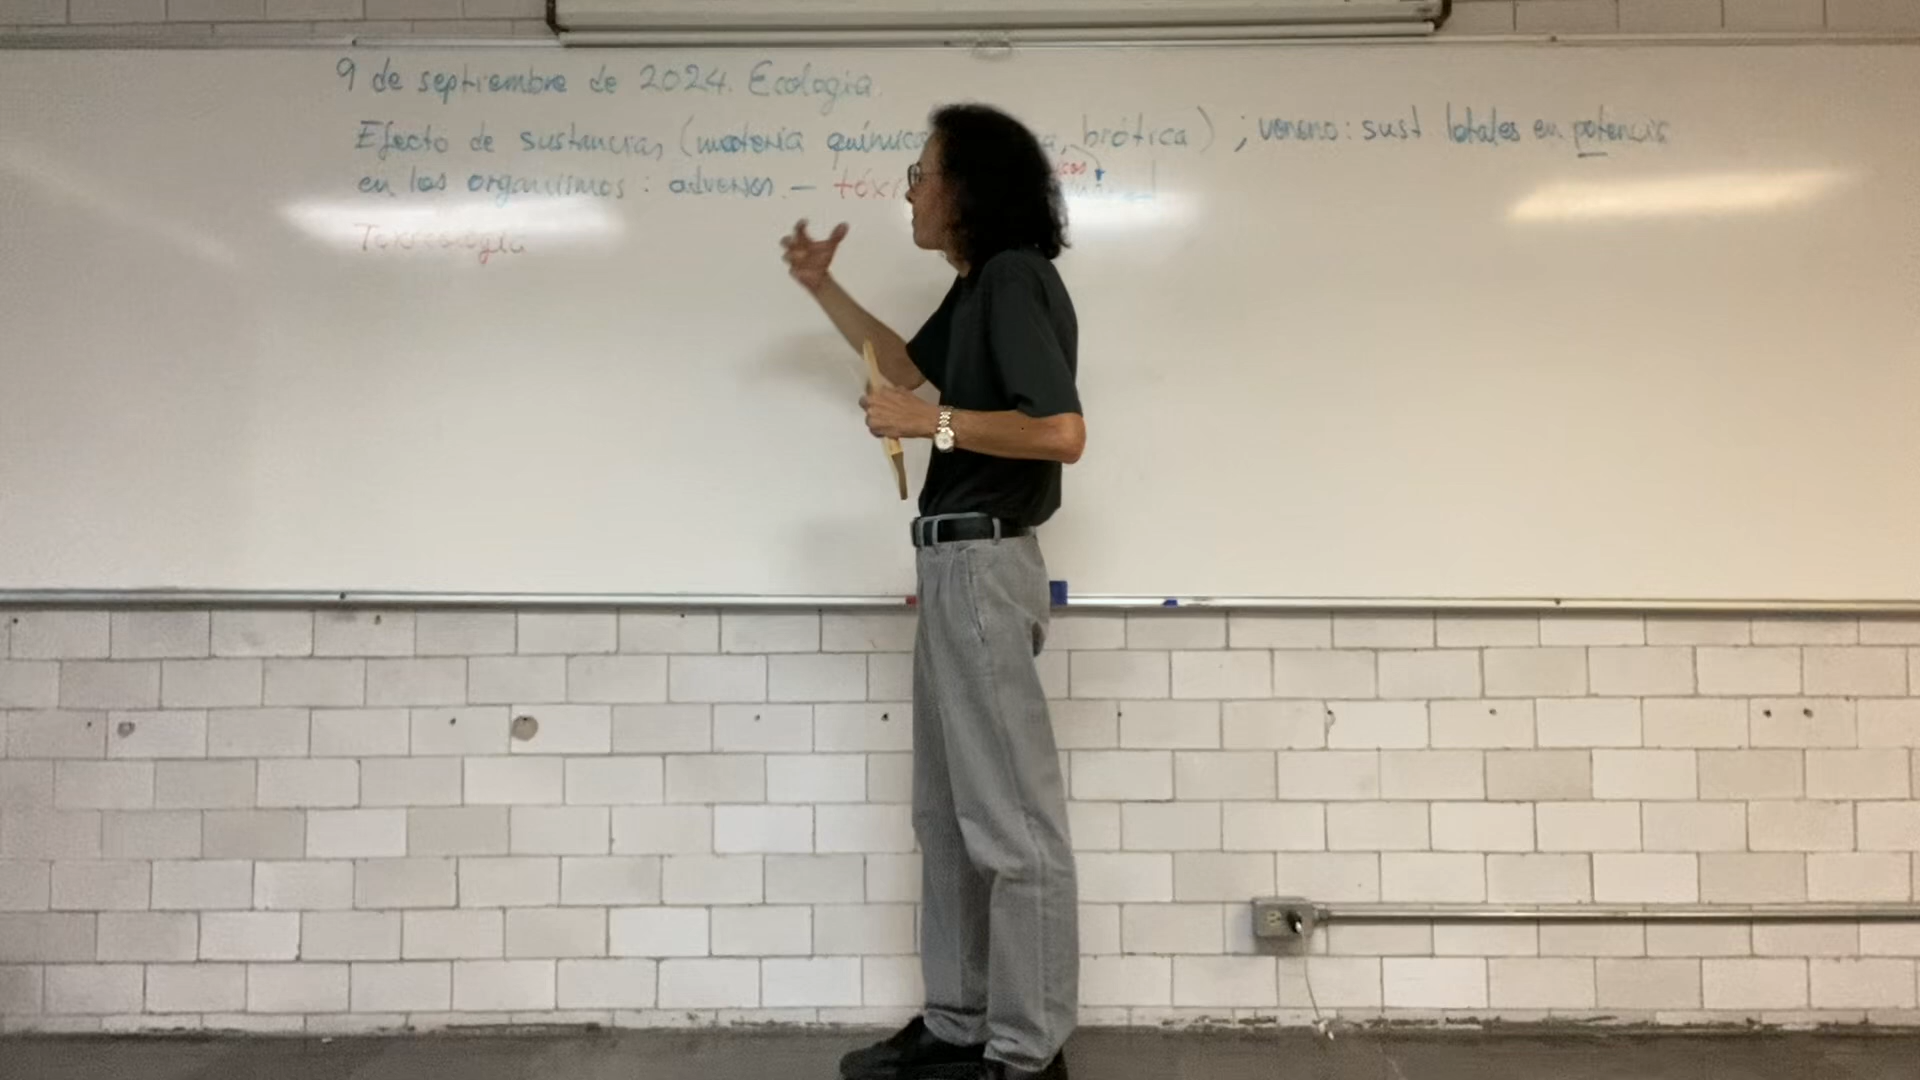 9 de septiembre de 2024. Ecología.
Efecto de sustancias (materia química, biótica) ; veneno: sust letales en potencia
en los organismos : adversos. — tóxi
Toxicología